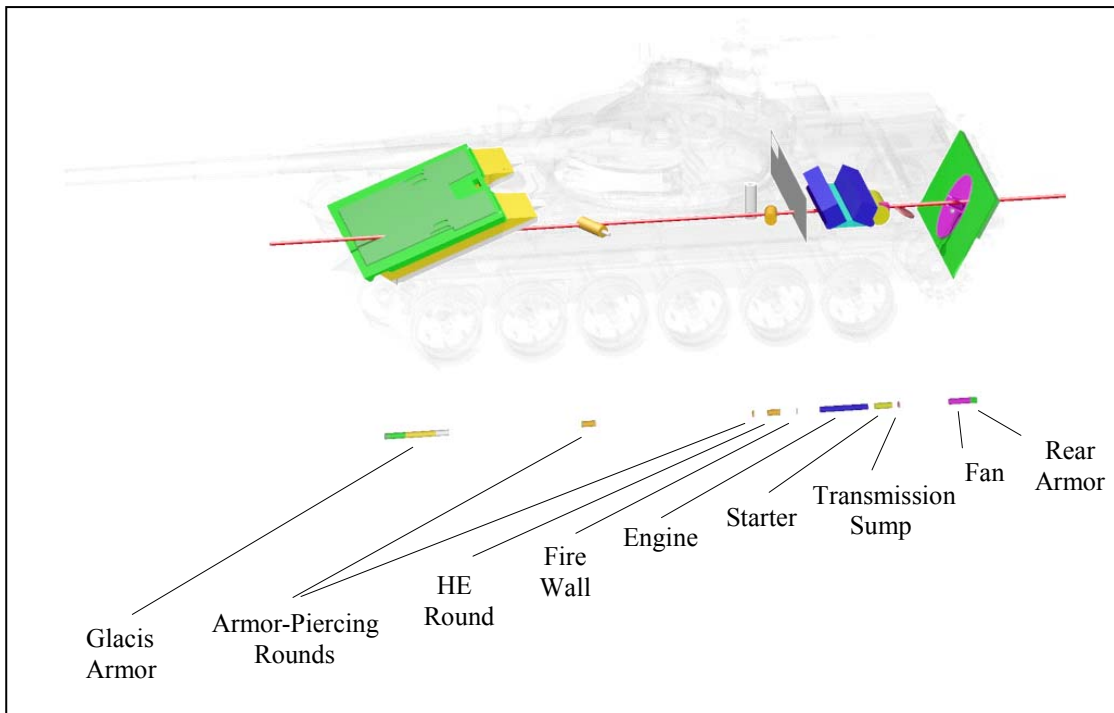 Glacis
Armor
Armor-Piercing
Rounds
HE
Round
Fire
Wall
Engine
Starter
Transmission
Sump
Fan
Rear
Armor